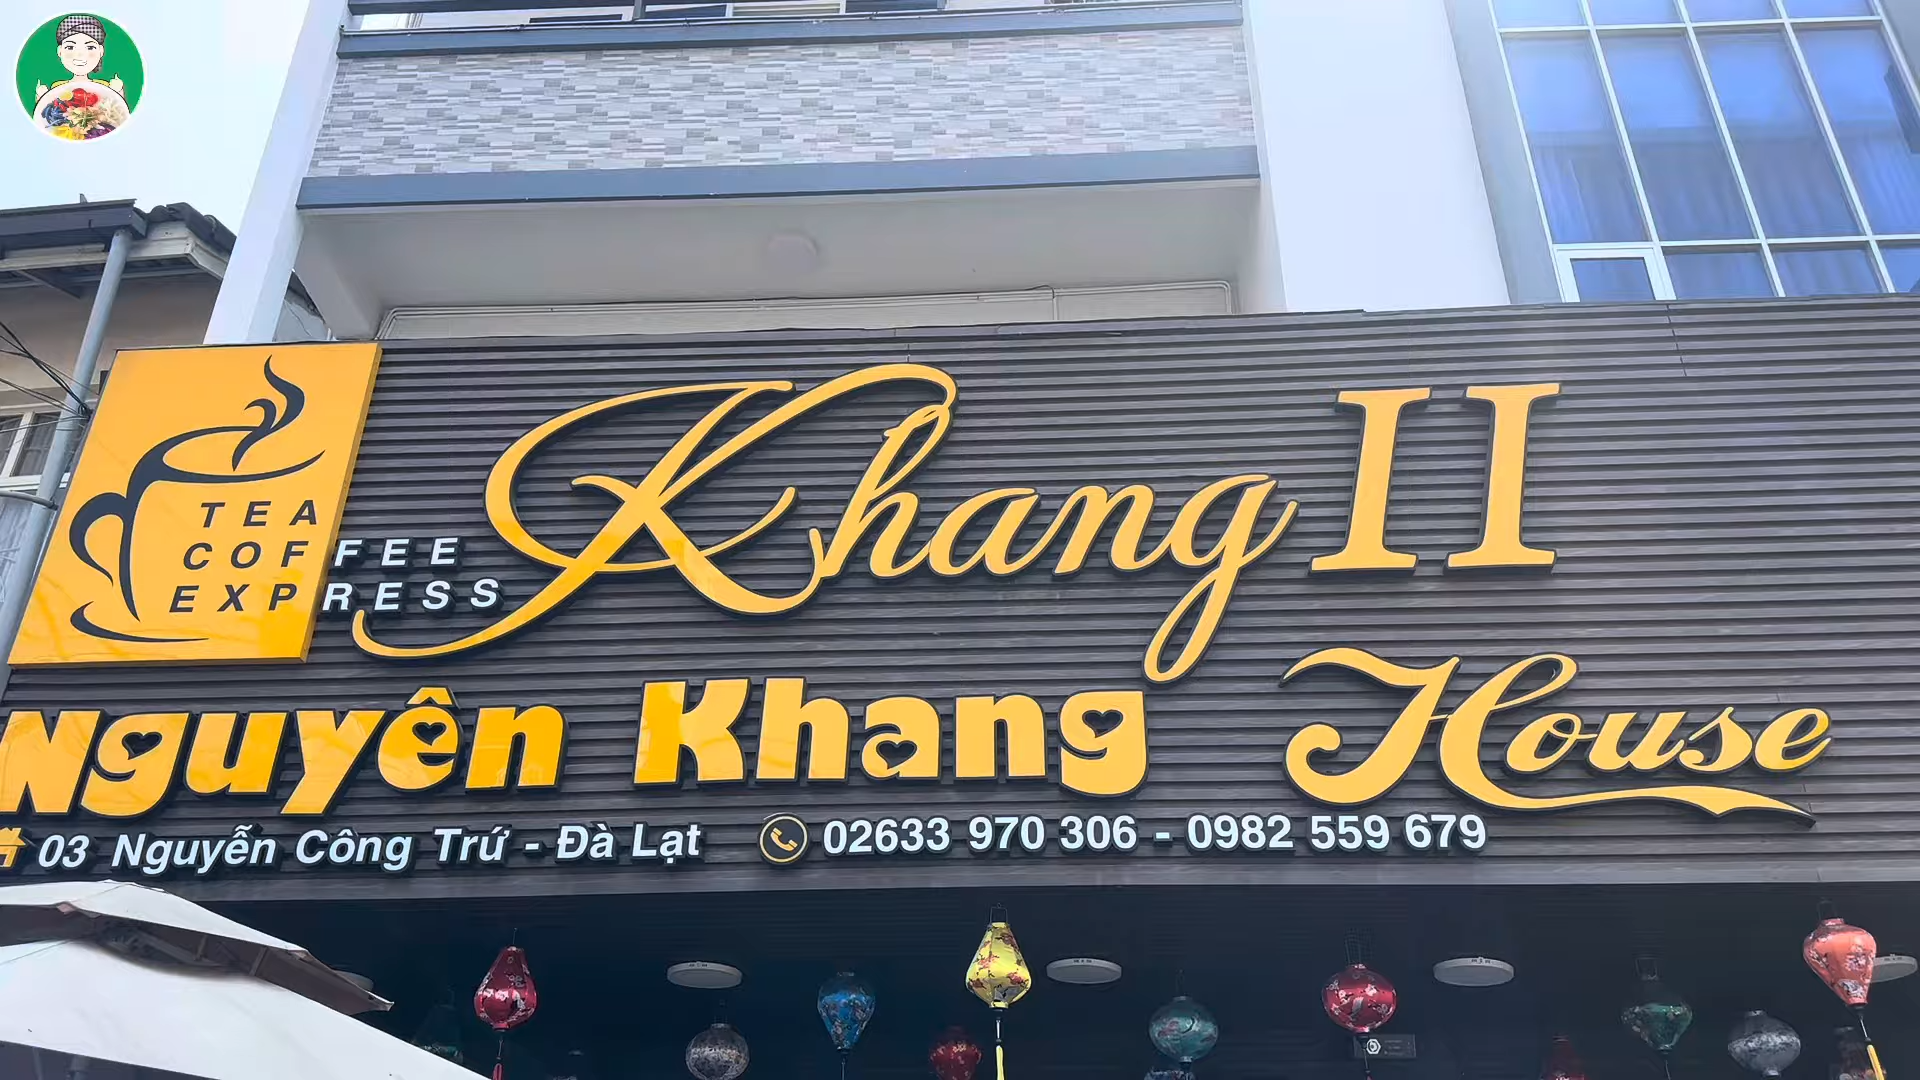 TEA
COFFEE
EXPRESS
Khang II
Nguyên Khang House
03 Nguyễn Công Trứ - Đà Lạt 02633 970 306 - 0982 559 679